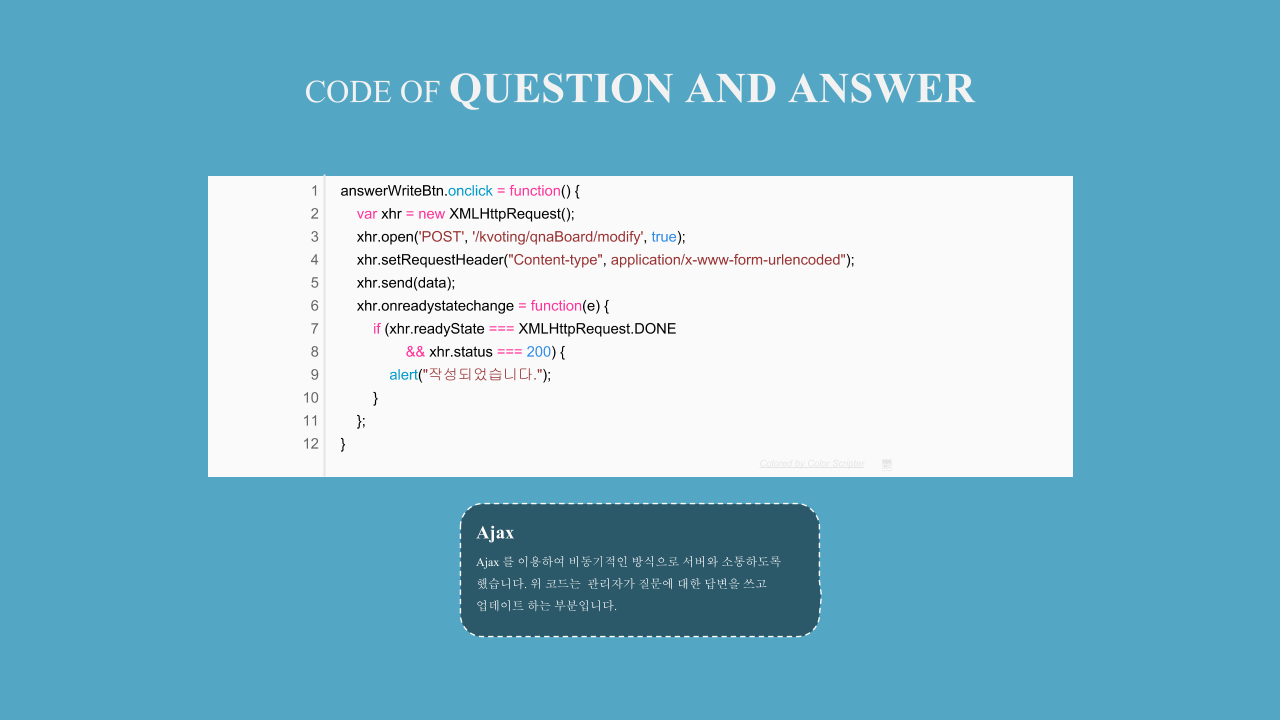 CODE OF QUESTION AND ANSWER
1 answerWriteBtn.onclick = function() {
2 var xhr = new XMLHttpRequest();
3 xhr.open('POST', '/kvoting/qnaBoard/modify', true);
4 xhr.setRequestHeader("Content-type", application/x-www-form-urlencoded");
5 xhr.send(data);
6 xhr.onreadystatechange = function(e) {
7 if (xhr.readyState === XMLHttpRequest.DONE
8 && xhr.status === 200) {
9 alert("작성되었습니다.");
10 }
11 };
12 }
Colored by Color Scripter
Ajax
Ajax 를 이용하여 비동기적인 방식으로 서버와 소통하도록
했습니다. 위 코드는 관리자가 질문에 대한 답변을 쓰고
업데이트 하는 부분입니다.